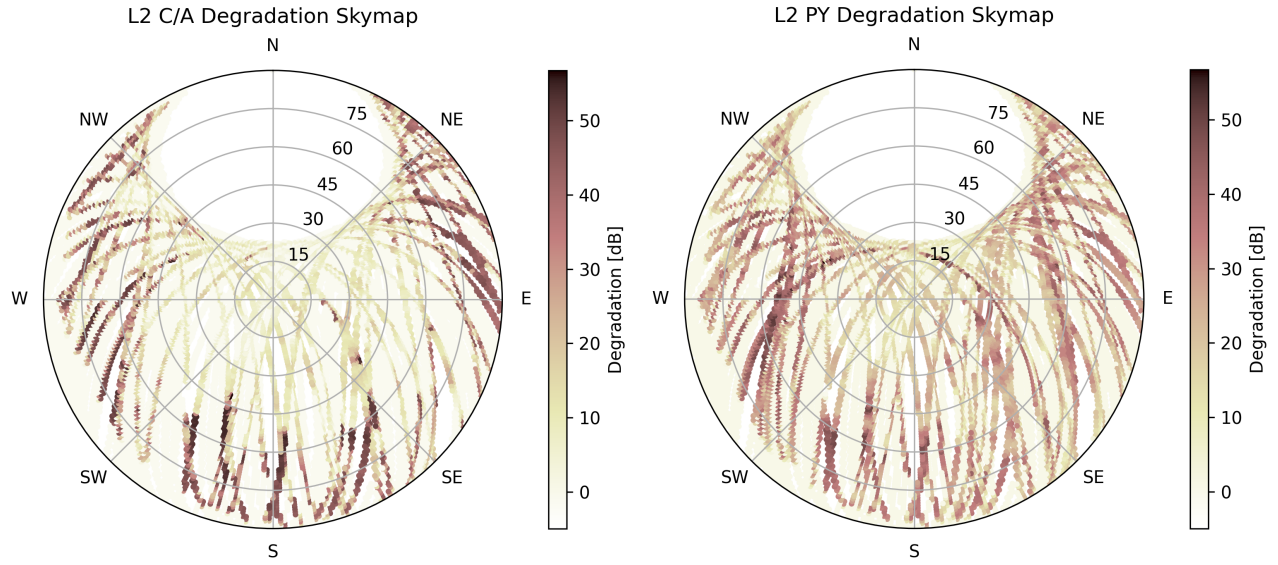 L2 C/A Degradation Skymap
N
NW
NE
75
60
45
30
15
W
E
SW
SE
S
50
40
30
20
10
0
Degradation [dB]
L2 PY Degradation Skymap
N
NW
NE
75
60
45
30
15
W
E
SW
SE
S
50
40
30
20
10
0
Degradation [dB]